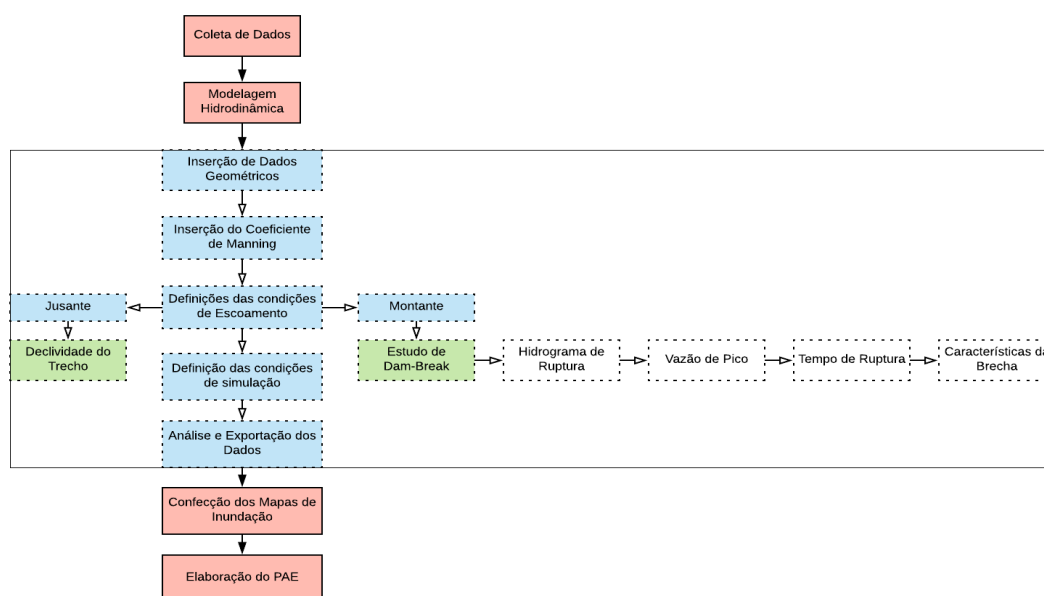 Coleta de Dados
Modelagem
Hidrodinâmica
Inserção de Dados
Geométricos
Inserção do Coeficiente
de Manning
Jusante
Definições das condições
de Escoamento
Montante
Declividade do
Trecho
Definição das condições
de simulação
Estudo de
Dam-Break
Hidrograma de
Ruptura
Vazão de Pico
Tempo de Ruptura
Características da
Brecha
Análise e Exportação dos
Dados
Confecção dos Mapas de
Inundação
Elaboração do PAE